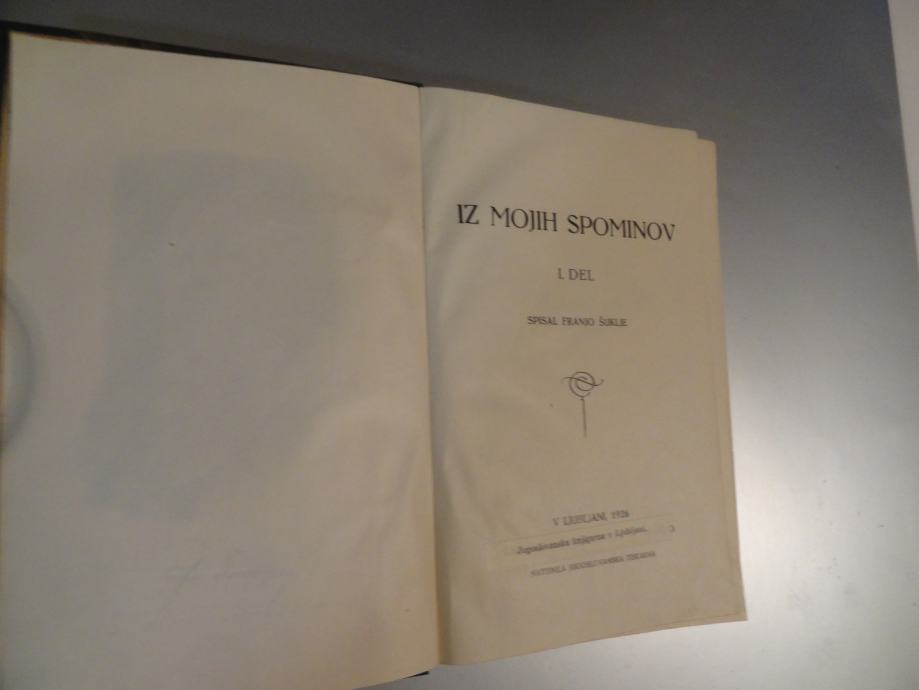 IZ MOJIH SPOMINOV
I. DEL
SPISAL FRANJO ŠUKLJE
V LJUBLJANI, 1926
Jugoslovanska knjigarna v Ljubljani.
NATISNILA JUGOSLOVANSKA TISKARNA